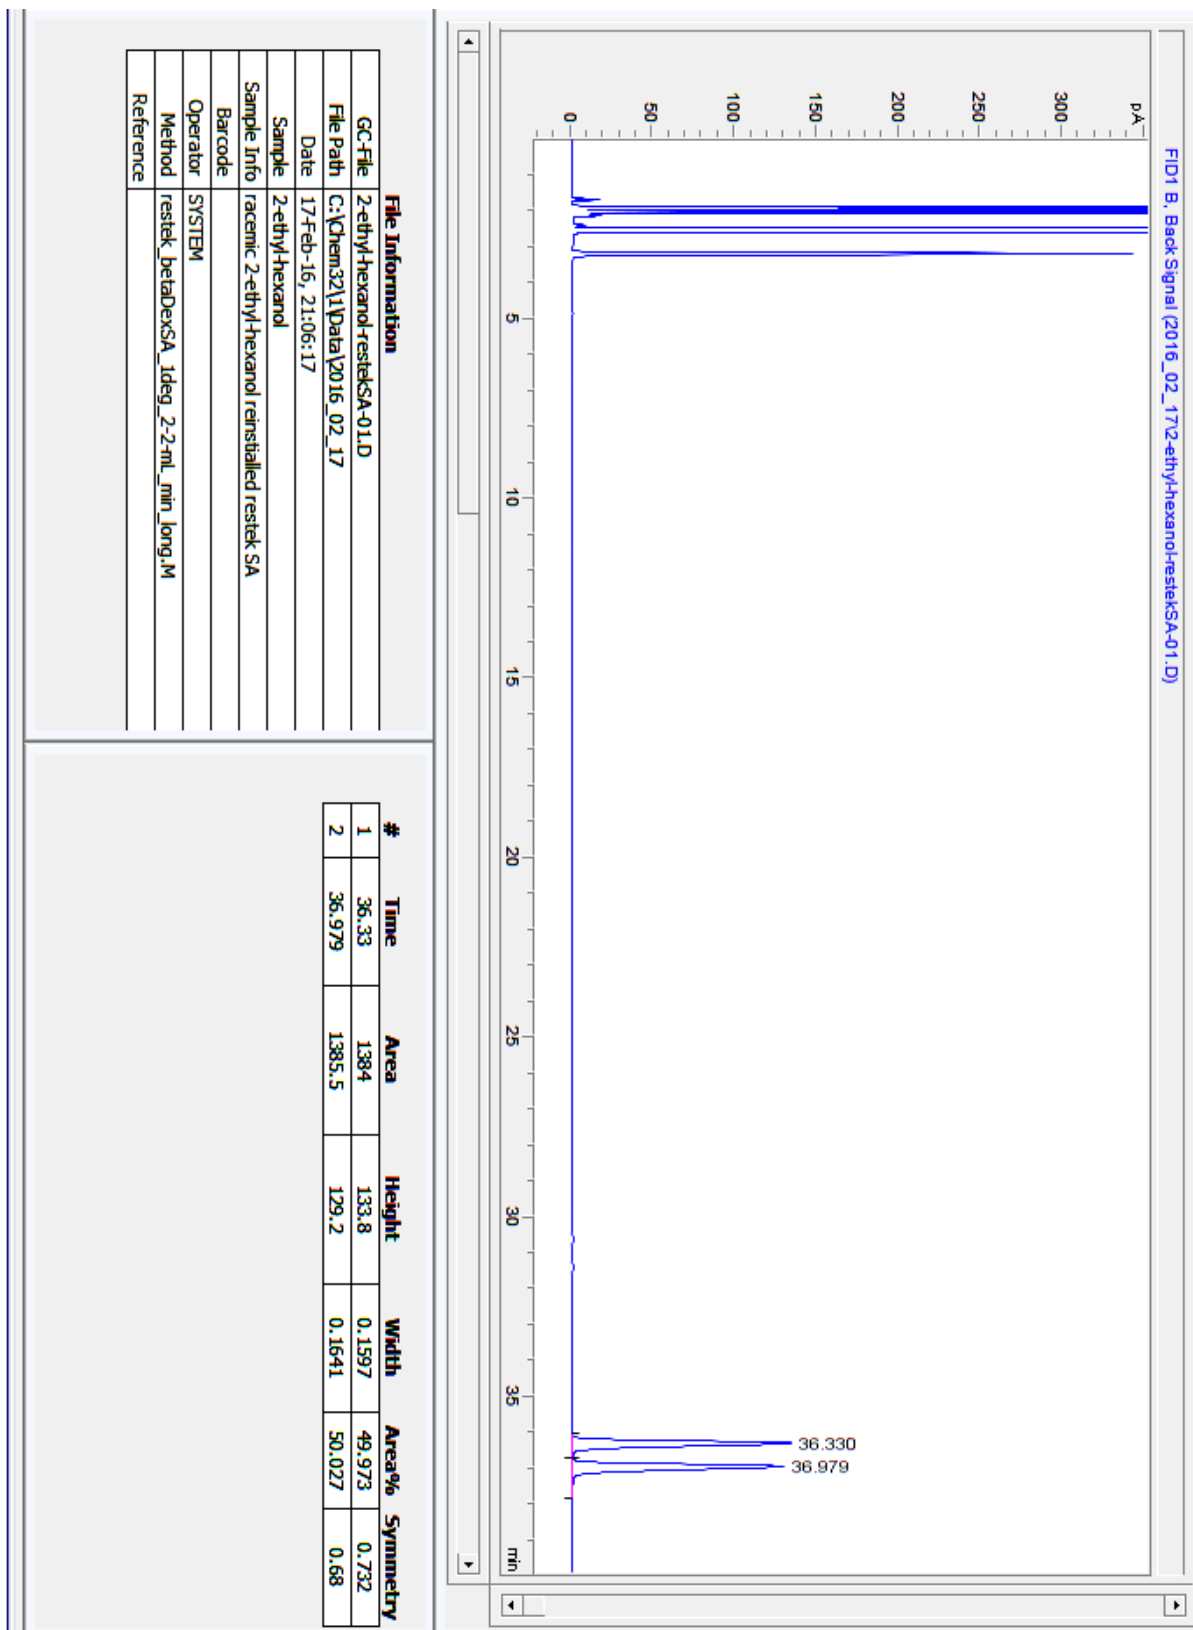 FID1 B, Back Signal (2016_02_17\2-ethyl-hexanol-restekSA-01.D)
pA
300
250
200
150
100
50
0
5
10
15
20
25
30
35
min
36.330
36.979
File Information
GC-File 2-ethyl-hexanol-restekSA-01.D
File Path C:\Chem32\1\Data\2016_02_17
Date 17-Feb-16, 21:06:17
Sample 2-ethyl-hexanol
Sample Info racemic 2-ethyl-hexanol reinstialled restek SA
Barcode
Operator SYSTEM
Method restek_betaDexSA_1deg_2-2-mL_min_long.M
Reference
# Time Area Height Width Area% Symmetry
1 36.33 1384 133.8 0.1597 49.973 0.732
2 36.979 1385.5 129.2 0.1641 50.027 0.68